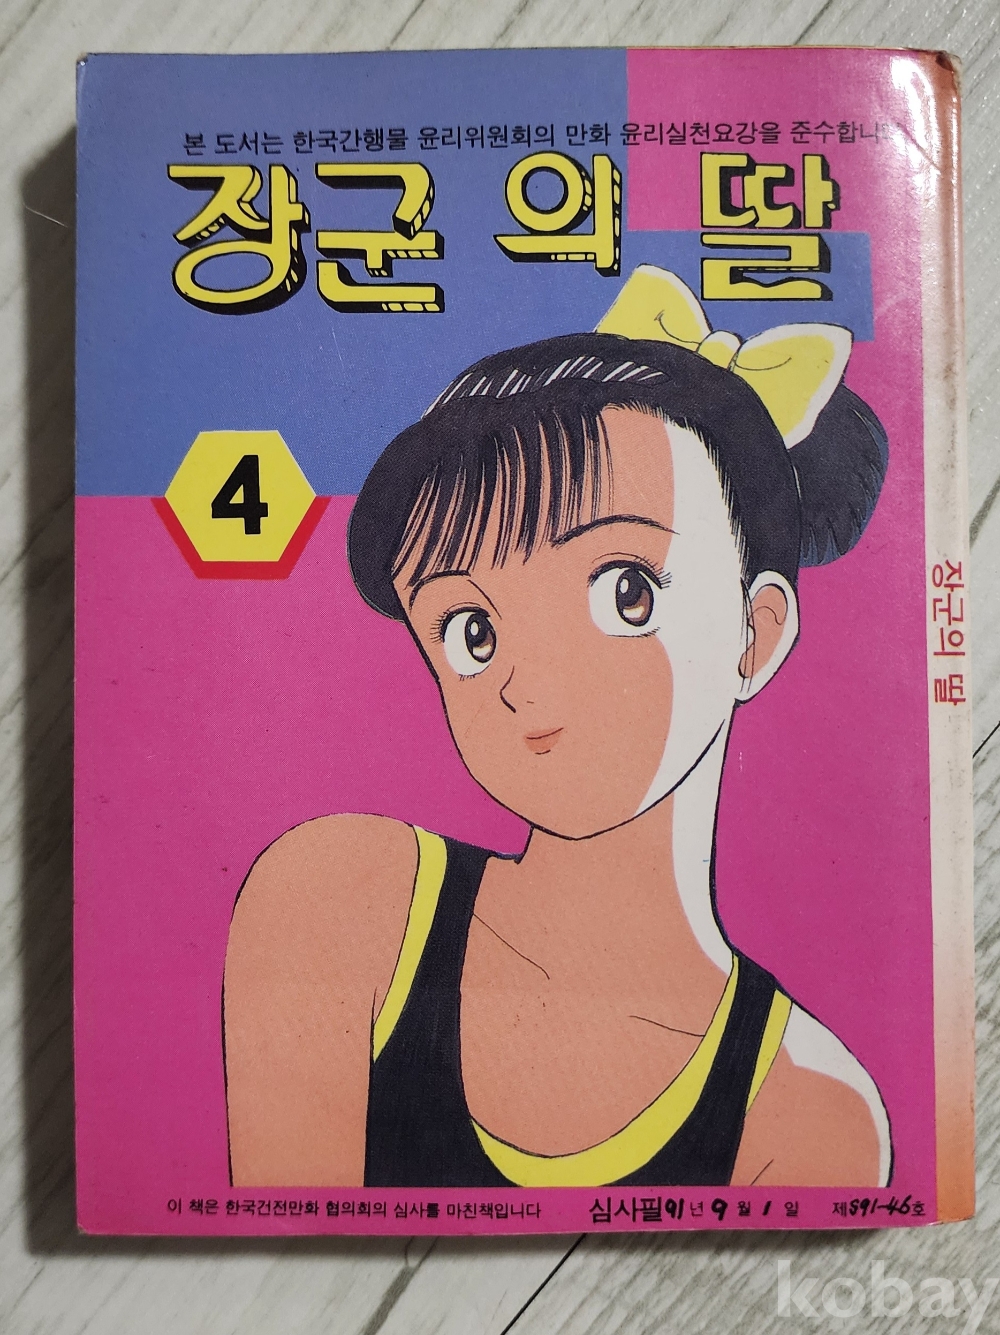 본 도서는 한국간행물 윤리위원회의 만화 윤리실천요강을 준수합니다
장군의 딸
4
장군의 딸
이 책은 한국건전만화 협의회의 심사를 마친책입니다 심사필91년 9월 1일 제S91-46호
kobay